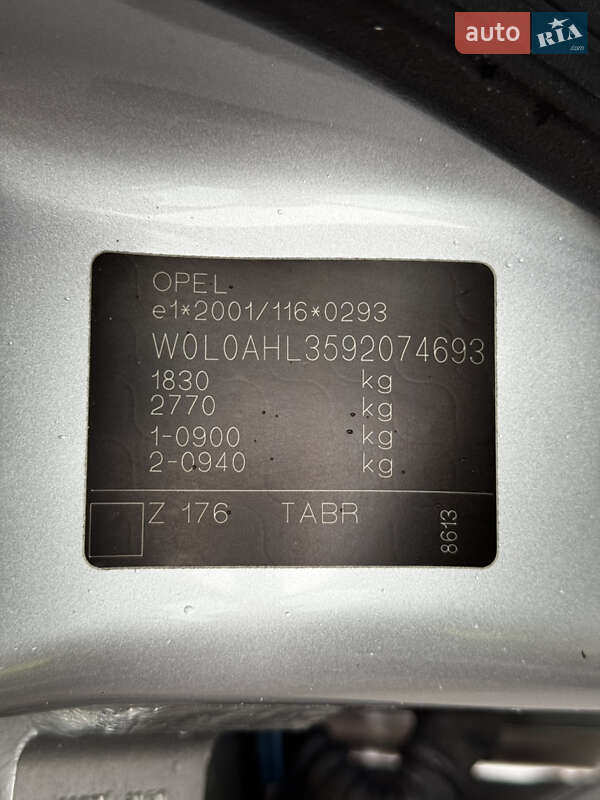 auto RIA.com
OPEL
e1*2001/116*0293
W0L0AHL3592074693
1830 kg
2770 kg
1-0900 kg
2-0940 kg
Z 176 TABR
8613